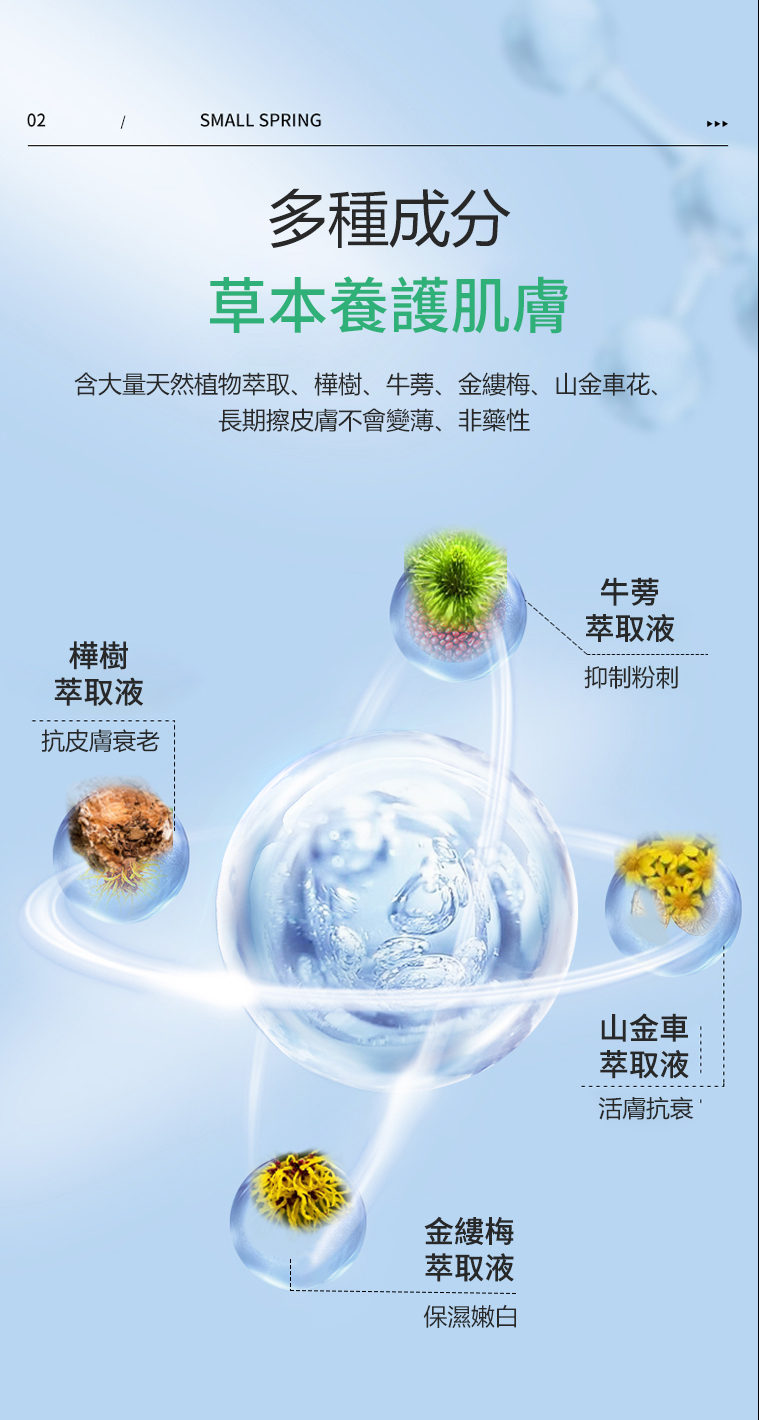 02 / SMALL SPRING
多種成分
草本養護肌膚
含大量天然植物萃取、樺樹、牛蒡、金縷梅、山金車花、
長期擦皮膚不會變薄、非藥性
牛蒡
萃取液
抑制粉刺
樺樹
萃取液
抗皮膚衰老
山金車
萃取液
活膚抗衰
金縷梅
萃取液
保濕嫩白